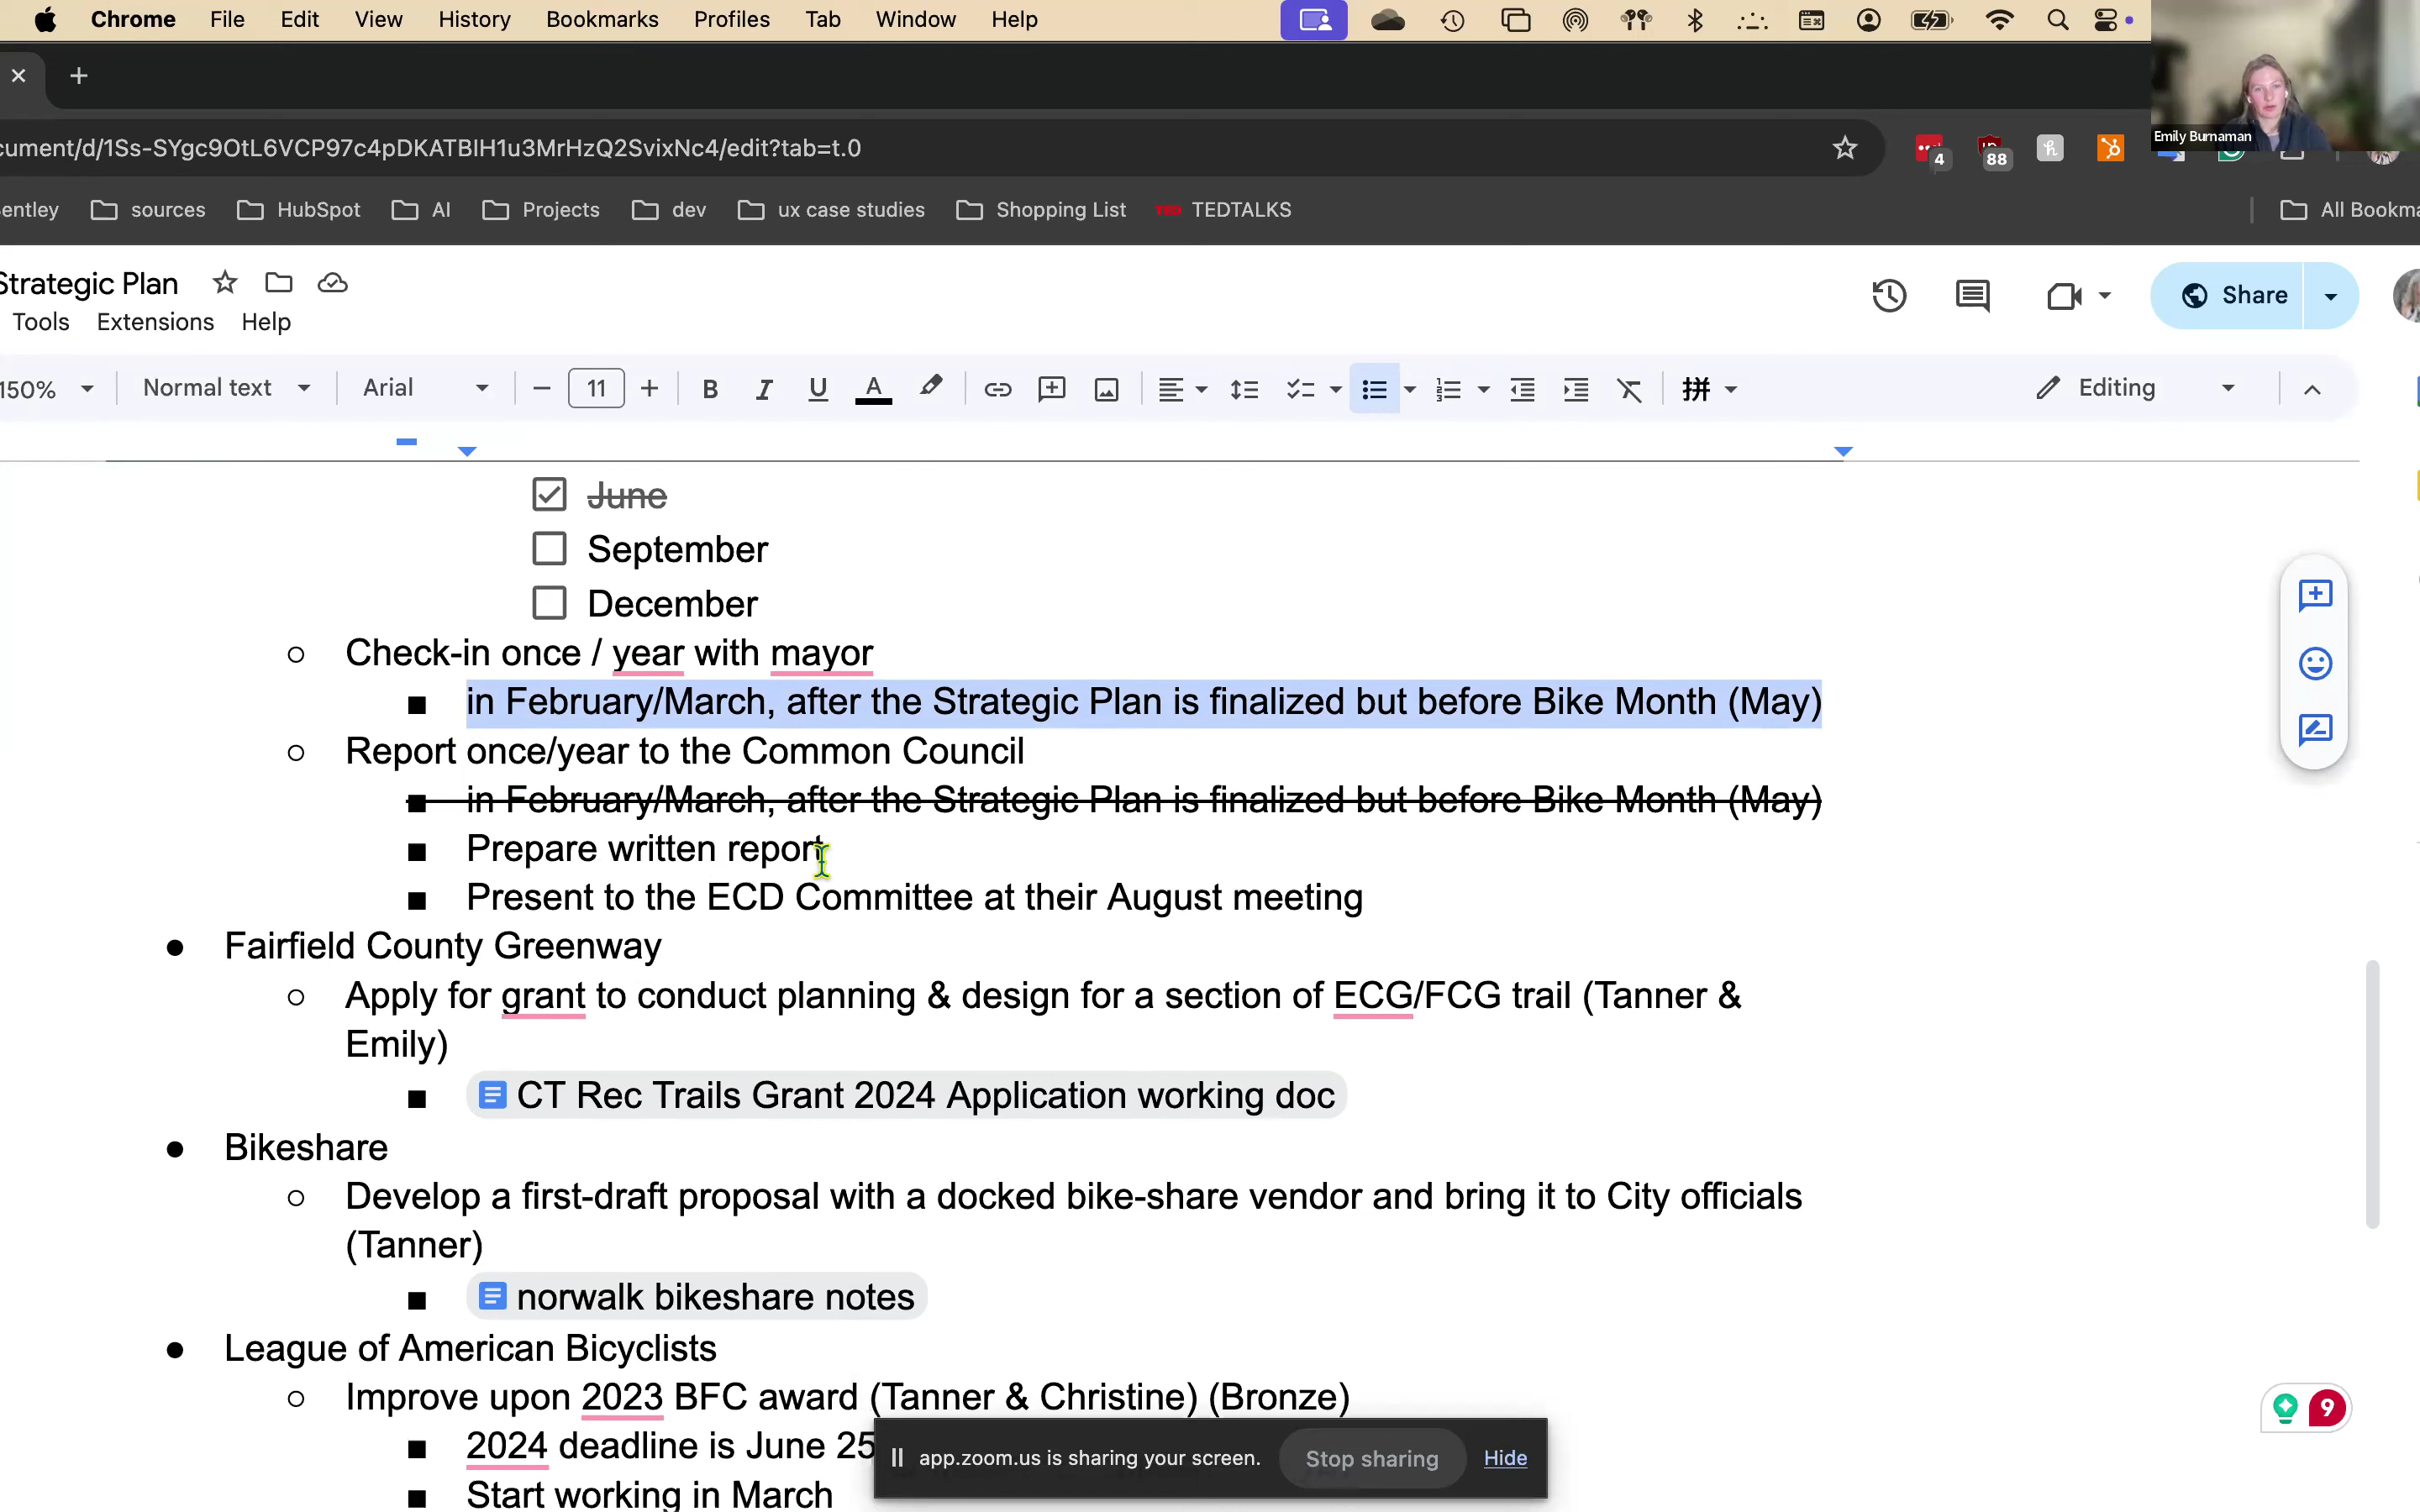 Chrome File Edit View History Bookmarks Profiles Tab Window Help
Emily Burnaman
cument/d/1Ss-SYgc9OtL6VCP97c4pDKATBIH1u3MrHzQ2SvixNc4/edit?tab=t.0
4
88
entley sources HubSpot AI Projects dev ux case studies Shopping List TED TEDTALKS All Bookma
Strategic Plan
Share
Tools Extensions Help
150% Normal text Arial 11 B I U A 拼 Editing
June
September
December
Check-in once / year with mayor
in February/March, after the Strategic Plan is finalized but before Bike Month (May)
Report once/year to the Common Council
in February/March, after the Strategic Plan is finalized but before Bike Month (May)
Prepare written report
Present to the ECD Committee at their August meeting
Fairfield County Greenway
Apply for grant to conduct planning & design for a section of ECG/FCG trail (Tanner &
Emily)
CT Rec Trails Grant 2024 Application working doc
Bikeshare
Develop a first-draft proposal with a docked bike-share vendor and bring it to City officials
(Tanner)
norwalk bikeshare notes
League of American Bicyclists
Improve upon 2023 BFC award (Tanner & Christine) (Bronze)
9
2024 deadline is June 25
app.zoom.us is sharing your screen. Stop sharing Hide
Start working in March